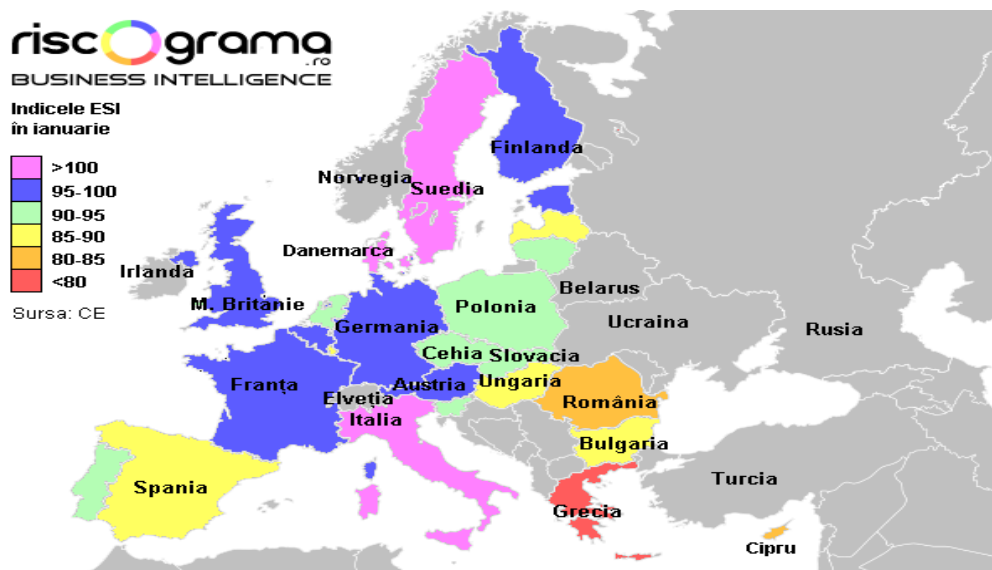 riscograma
.ro
BUSINESS INTELLIGENCE
Indicele ESI
în ianuarie
>100
95-100
90-95
85-90
80-85
<80
Sursa: CE
Finlanda
Norvegia
Suedia
Danemarca
Irlanda
M. Britanie
Belarus
Polonia
Ucraina
Germania
Rusia
Cehia
Slovacia
Franța
Austria
Ungaria
Elveția
România
Italia
Bulgaria
Turcia
Spania
Grecia
Cipru